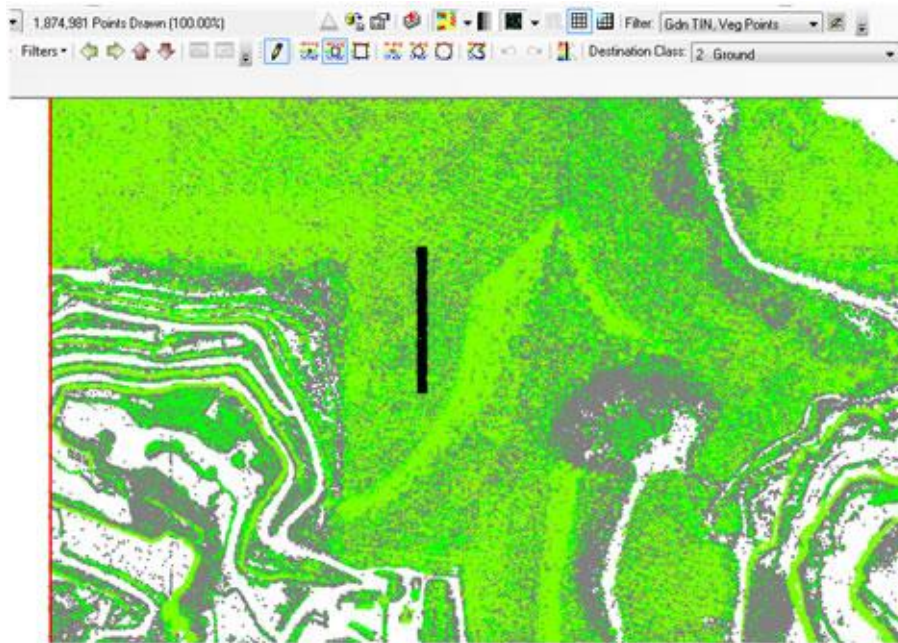 1,874,981 Points Drawn (100.00%) Filter: Gdn TIN, Veg Points
Filters Destination Class: 2 Ground